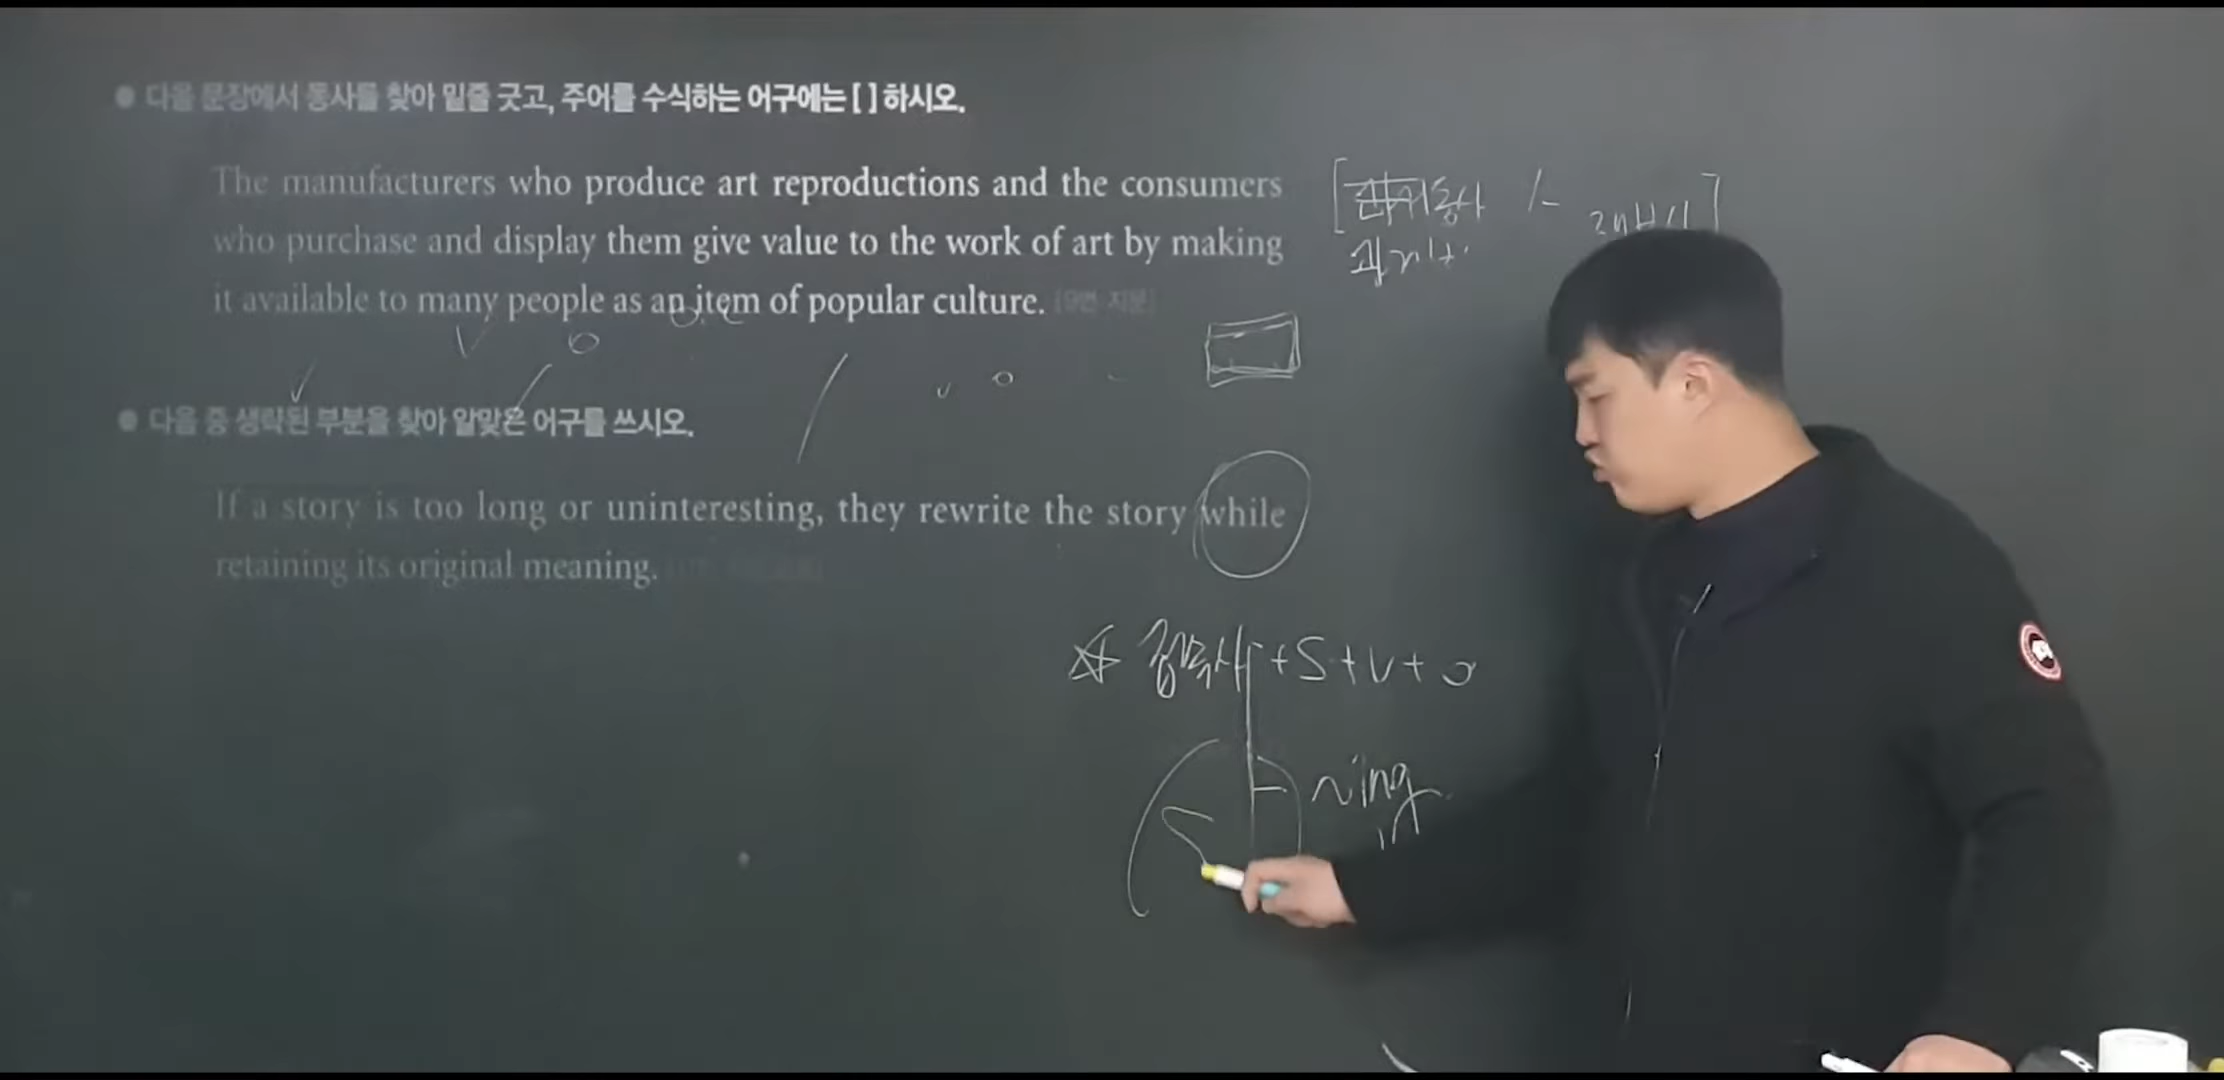 ● 다음 문장에서 동사를 찾아 밑줄 긋고, 주어를 수식하는 어구에는 [ ] 하시오.
The manufacturers who produce art reproductions and the consumers
who purchase and display them give value to the work of art by making
it available to many people as an item of popular culture. [9번 지문]
● 다음 중 생략된 부분을 찾아 알맞은 어구를 쓰시오.
If a story is too long or uninteresting, they rewrite the story while
retaining its original meaning.
☆ 접속사 + S + V + O
~ing